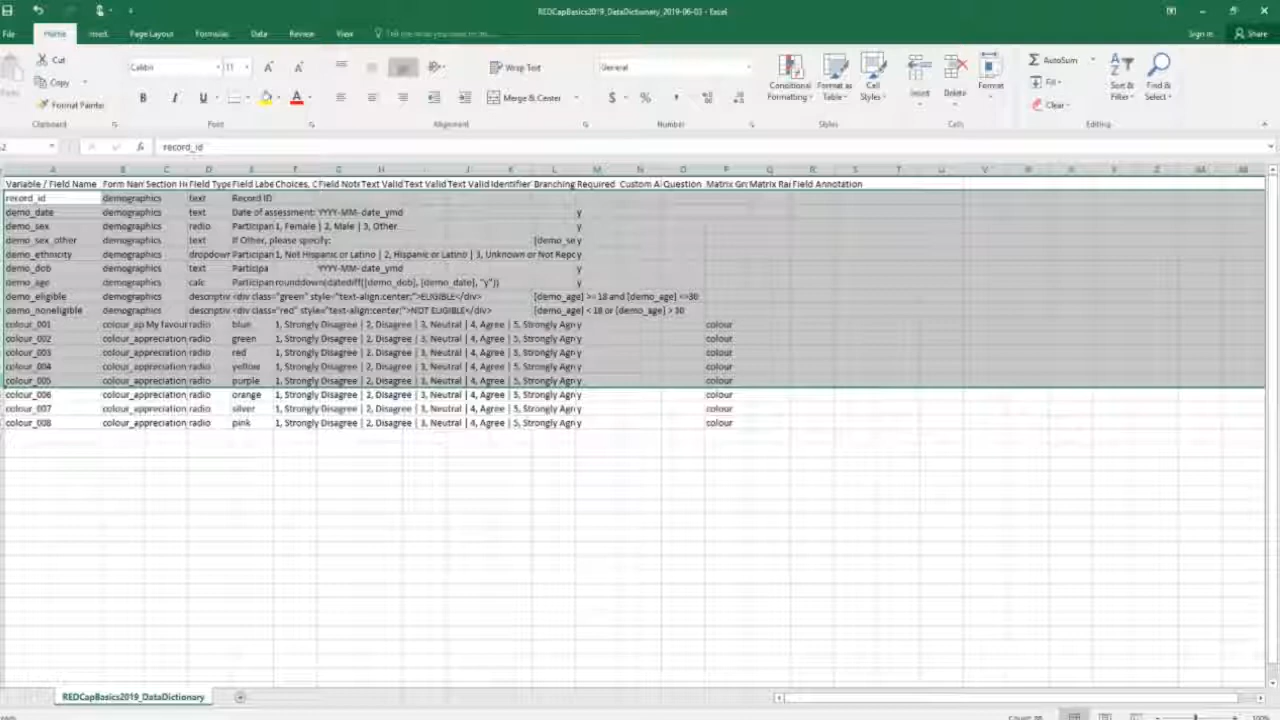 REDCapBasics2019_DataDictionary_2019-06-03 - Excel
File Home Insert Page Layout Formulas Data Review View Tell me what you want to do... Sign in Share
Cut
Copy
Format Painter
Clipboard
Calibri 11
B I U
Font
Wrap Text
Merge & Center
Alignment
General
$ % ,
Number
Conditional Formatting
Format as Table
Cell Styles
Styles
Insert Delete Format
Cells
AutoSum
Fill
Clear
Sort & Filter
Find & Select
Editing
fx record_id
A B C D E F G H I J K L M N O P Q R S T U V W X Y Z AA AB
Variable / Field Name Form Nam Section He Field Type Field Labe Choices, C Field Note Text Valid Text Valid Text Valid Identifier Branching Required Custom A Question Matrix Gro Matrix Ran Field Annotation
record_id demographics text Record ID
demo_date demographics text Date of assessment: YYYY-MM- date_ymd y
demo_sex demographics radio Participan 1, Female | 2, Male | 3, Other y
demo_sex_other demographics text If Other, please specify: [demo_se y
demo_ethnicity demographics dropdown Participan 1, Not Hispanic or Latino | 2, Hispanic or Latino | 3, Unknown or Not Repo y
demo_dob demographics text Participa YYYY-MM- date_ymd y
demo_age demographics calc Participan rounddown(datediff([demo_dob], [demo_date], "y")) y
demo_eligible demographics descriptiv <div class="green" style="text-align:center;">ELIGIBLE</div> [demo_age] >= 18 and [demo_age] <=30
demo_noneligible demographics descriptiv <div class="red" style="text-align:center;">NOT ELIGIBLE</div> [demo_age] < 18 or [demo_age] > 30
colour_001 colour_ap My favour radio blue 1, Strongly Disagree | 2, Disagree | 3, Neutral | 4, Agree | 5, Strongly Agr y colour
colour_002 colour_appreciation radio green 1, Strongly Disagree | 2, Disagree | 3, Neutral | 4, Agree | 5, Strongly Agr y colour
colour_003 colour_appreciation radio red 1, Strongly Disagree | 2, Disagree | 3, Neutral | 4, Agree | 5, Strongly Agr y colour
colour_004 colour_appreciation radio yellow 1, Strongly Disagree | 2, Disagree | 3, Neutral | 4, Agree | 5, Strongly Agr y colour
colour_005 colour_appreciation radio purple 1, Strongly Disagree | 2, Disagree | 3, Neutral | 4, Agree | 5, Strongly Agr y colour
colour_006 colour_appreciation radio orange 1, Strongly Disagree | 2, Disagree | 3, Neutral | 4, Agree | 5, Strongly Agr y colour
colour_007 colour_appreciation radio silver 1, Strongly Disagree | 2, Disagree | 3, Neutral | 4, Agree | 5, Strongly Agr y colour
colour_008 colour_appreciation radio pink 1, Strongly Disagree | 2, Disagree | 3, Neutral | 4, Agree | 5, Strongly Agr y colour
REDCapBasics2019_DataDictionary